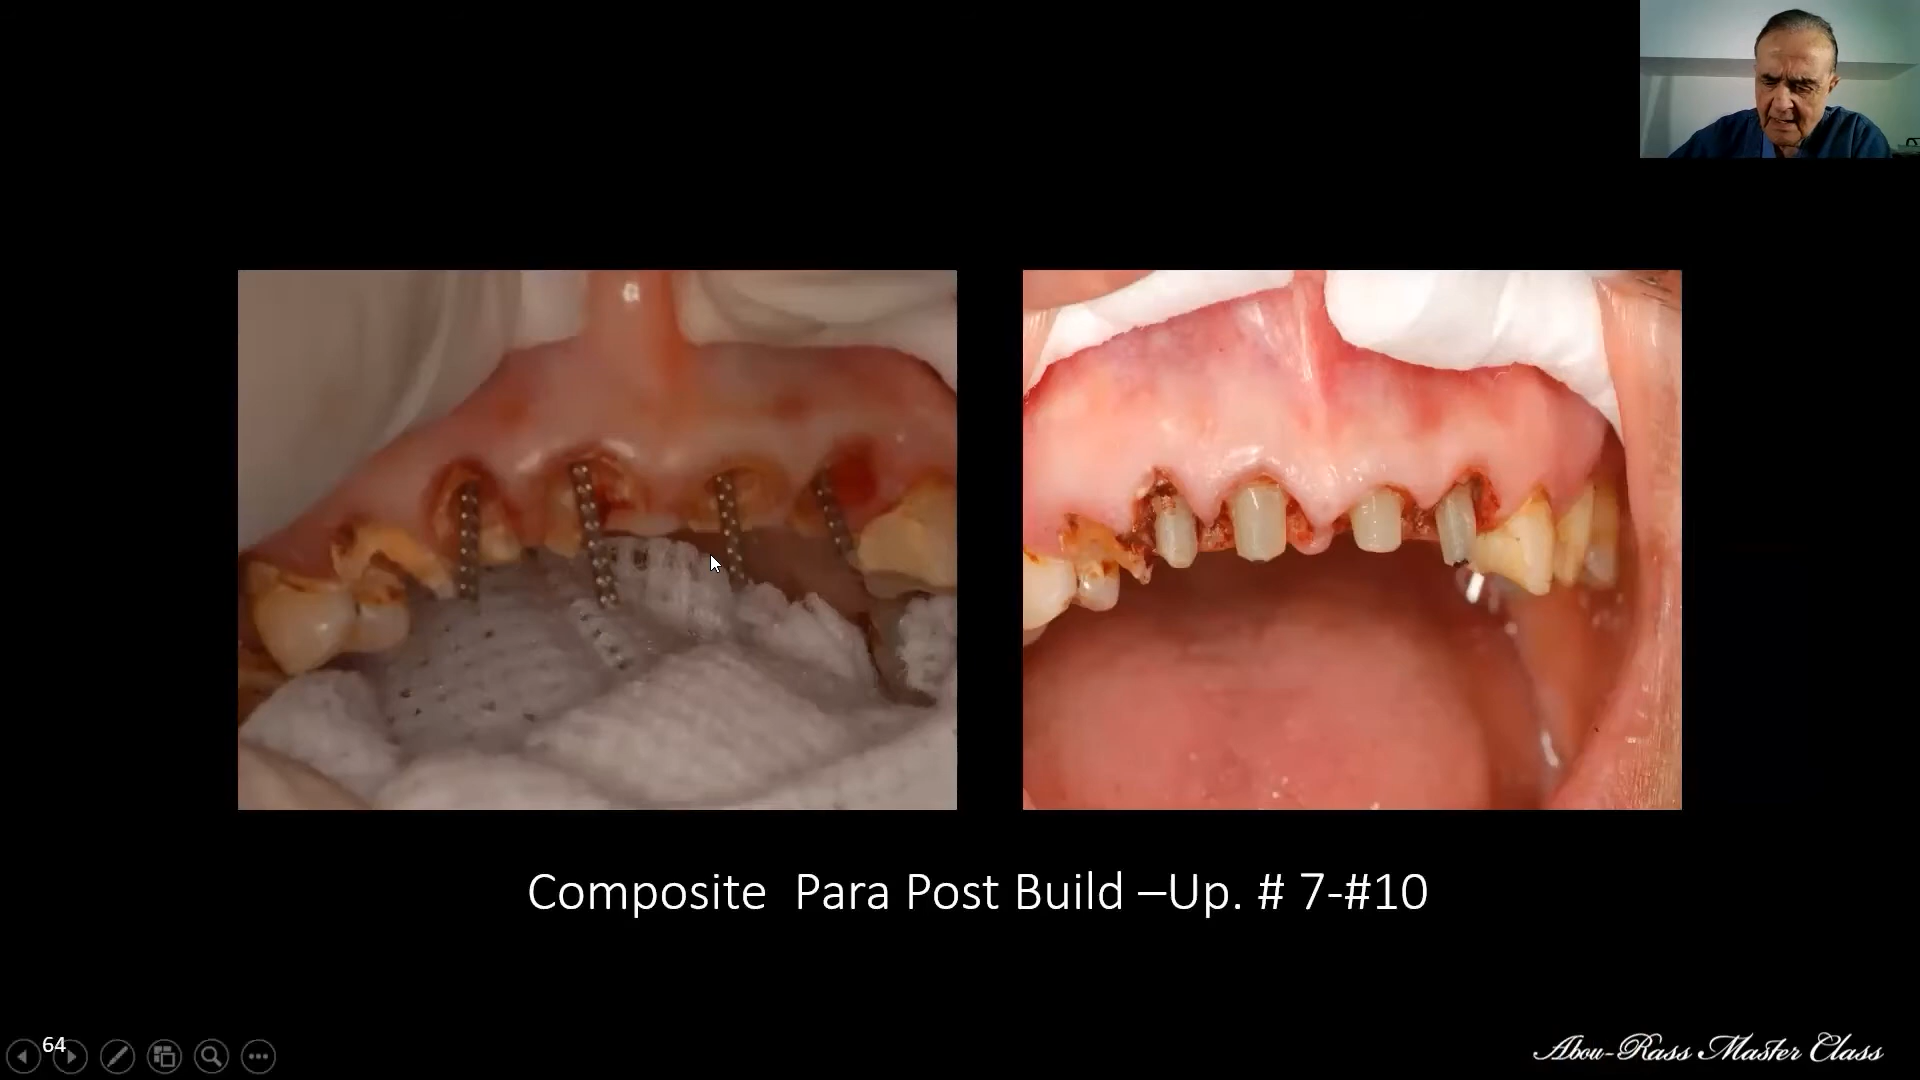 Composite Para Post Build –Up. # 7-#10
64
Abou-Rass Master Class